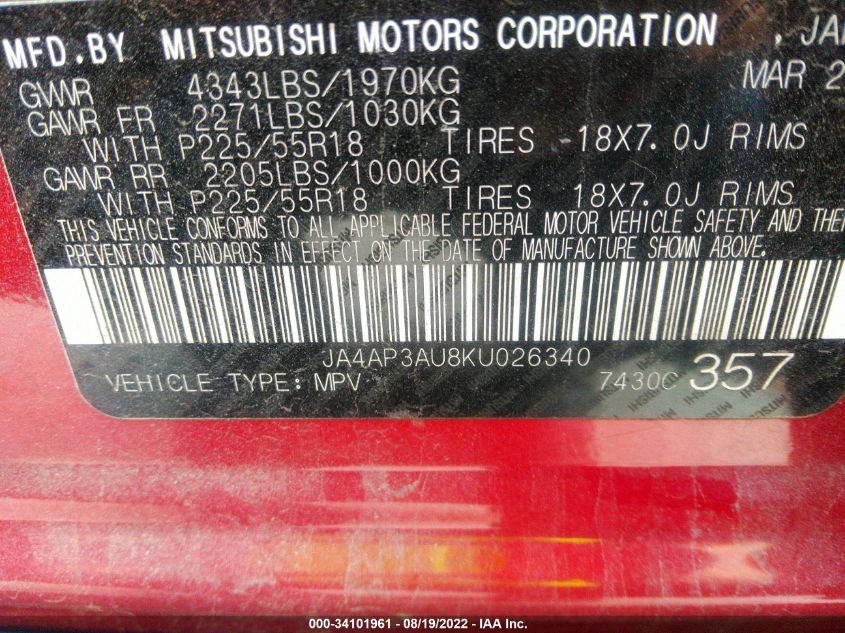 MFD. BY MITSUBISHI MOTORS CORPORATION , JAP
GVWR 4343LBS/1970KG MAR 2
GAWR FR 2271LBS/1030KG
WITH P225/55R18 TIRES -18X7.0J RIMS
GAWR RR 2205LBS/1000KG
WITH P225/55R18 TIRES 18X7.0J RIMS
THIS VEHICLE CONFORMS TO ALL APPLICABLE FEDERAL MOTOR VEHICLE SAFETY AND THEF
PREVENTION STANDARDS IN EFFECT ON THE DATE OF MANUFACTURE SHOWN ABOVE.
JA4AP3AU8KU026340
VEHICLE TYPE: MPV 7430C 357
000-34101961 - 08/19/2022 - IAA Inc.